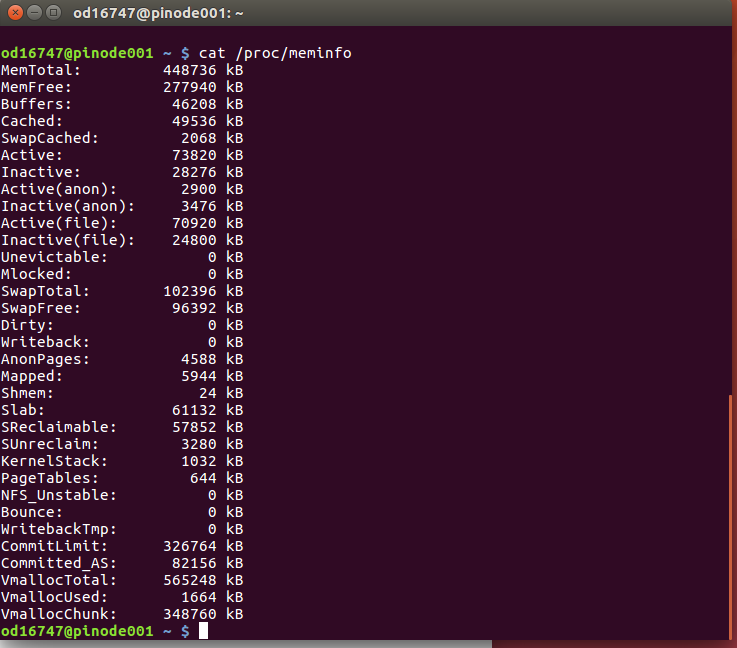 od16747@pinode001: ~
od16747@pinode001 ~ $ cat /proc/meminfo
MemTotal:         448736 kB
MemFree:          277940 kB
Buffers:           46208 kB
Cached:            49536 kB
SwapCached:         2068 kB
Active:            73820 kB
Inactive:          28276 kB
Active(anon):       2900 kB
Inactive(anon):     3476 kB
Active(file):      70920 kB
Inactive(file):    24800 kB
Unevictable:           0 kB
Mlocked:               0 kB
SwapTotal:        102396 kB
SwapFree:          96392 kB
Dirty:                 0 kB
Writeback:             0 kB
AnonPages:          4588 kB
Mapped:             5944 kB
Shmem:                24 kB
Slab:              61132 kB
SReclaimable:      57852 kB
SUnreclaim:         3280 kB
KernelStack:        1032 kB
PageTables:          644 kB
NFS_Unstable:          0 kB
Bounce:                0 kB
WritebackTmp:          0 kB
CommitLimit:      326764 kB
Committed_AS:      82156 kB
VmallocTotal:     565248 kB
VmallocUsed:        1664 kB
VmallocChunk:     348760 kB
od16747@pinode001 ~ $